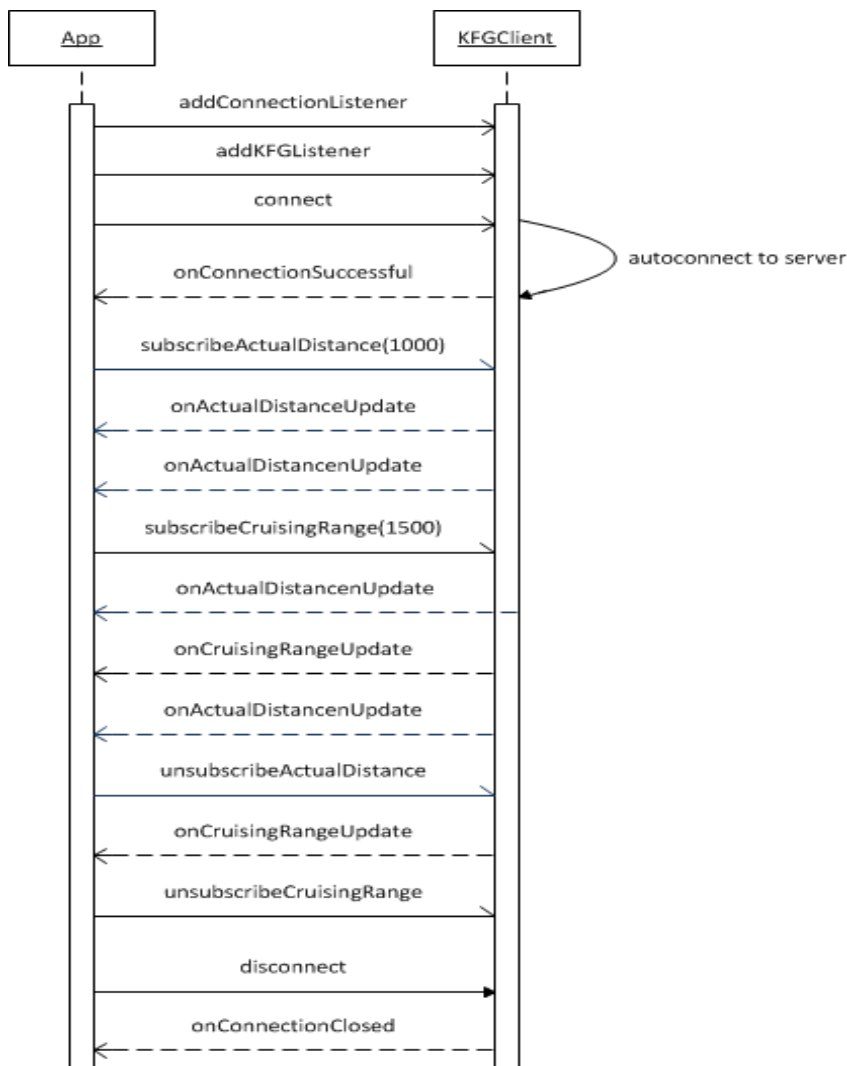 App
KFGClient
addConnectionListener
addKFGListener
connect
autoconnect to server
onConnectionSuccessful
subscribeActualDistance(1000)
onActualDistanceUpdate
onActualDistancenUpdate
subscribeCruisingRange(1500)
onActualDistancenUpdate
onCruisingRangeUpdate
onActualDistancenUpdate
unsubscribeActualDistance
onCruisingRangeUpdate
unsubscribeCruisingRange
disconnect
onConnectionClosed